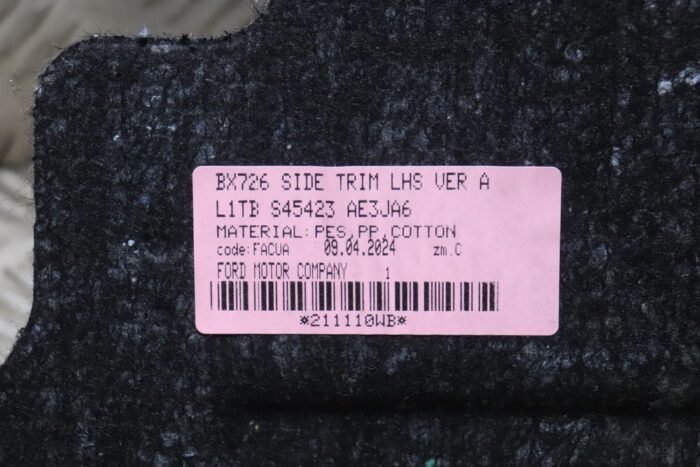 BX726 SIDE TRIM LHS VER A
L1TB S45423 AE3JA6
MATERIAL:PES,PP,COTTON
code:FACUA 09.04.2024 zm.C
FORD MOTOR COMPANY 1
*211110WB*